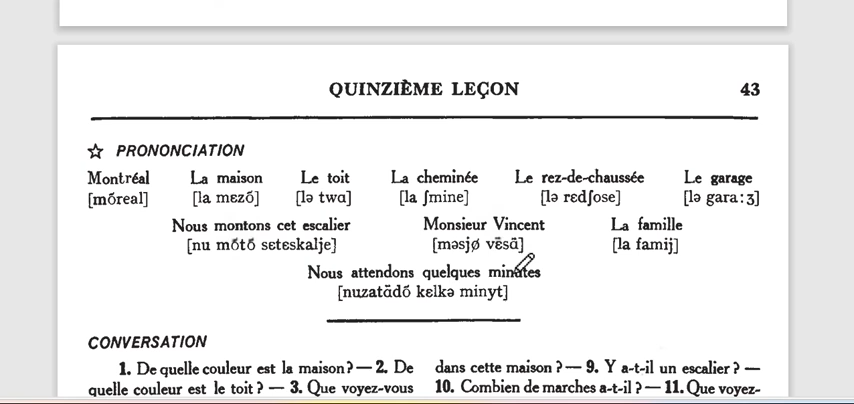 QUINZIÈME LEÇON 43
☆ PRONONCIATION
Montréal La maison Le toit La cheminée Le rez-de-chaussée Le garage
[mõreal] [la mɛzõ] [lə twɑ] [la ʃmine] [lə rɛdʃose] [lə gara:ʒ]
Nous montons cet escalier Monsieur Vincent La famille
[nu mõtõ sɛtɛskalje] [məsjø vɛ̃sɑ̃] [la famij]
Nous attendons quelques minutes
[nuzatɑ̃dõ kɛlkə minyt]
CONVERSATION
1. De quelle couleur est la maison? — 2. De
quelle couleur est le toit? — 3. Que voyez-vous
dans cette maison? — 9. Y a-t-il un escalier? —
10. Combien de marches a-t-il? — 11. Que voyez-